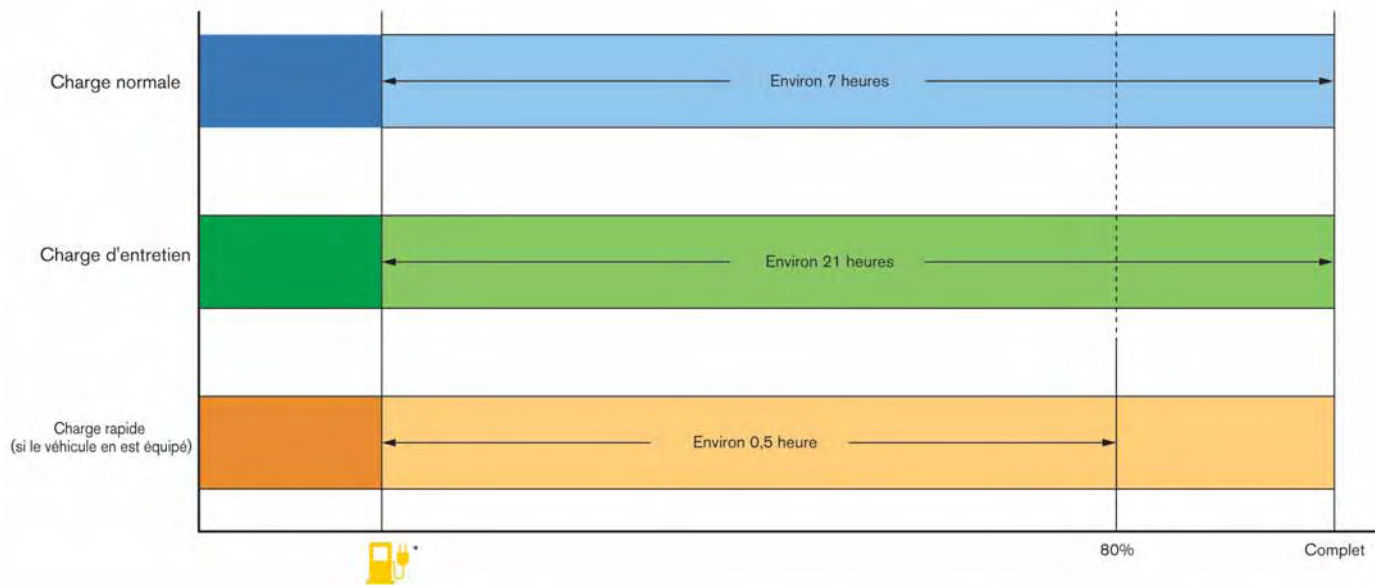 Charge normale
Environ 7 heures
Charge d'entretien
Environ 21 heures
Charge rapide
(si le véhicule en est équipé)
Environ 0,5 heure
*
80%
Complet